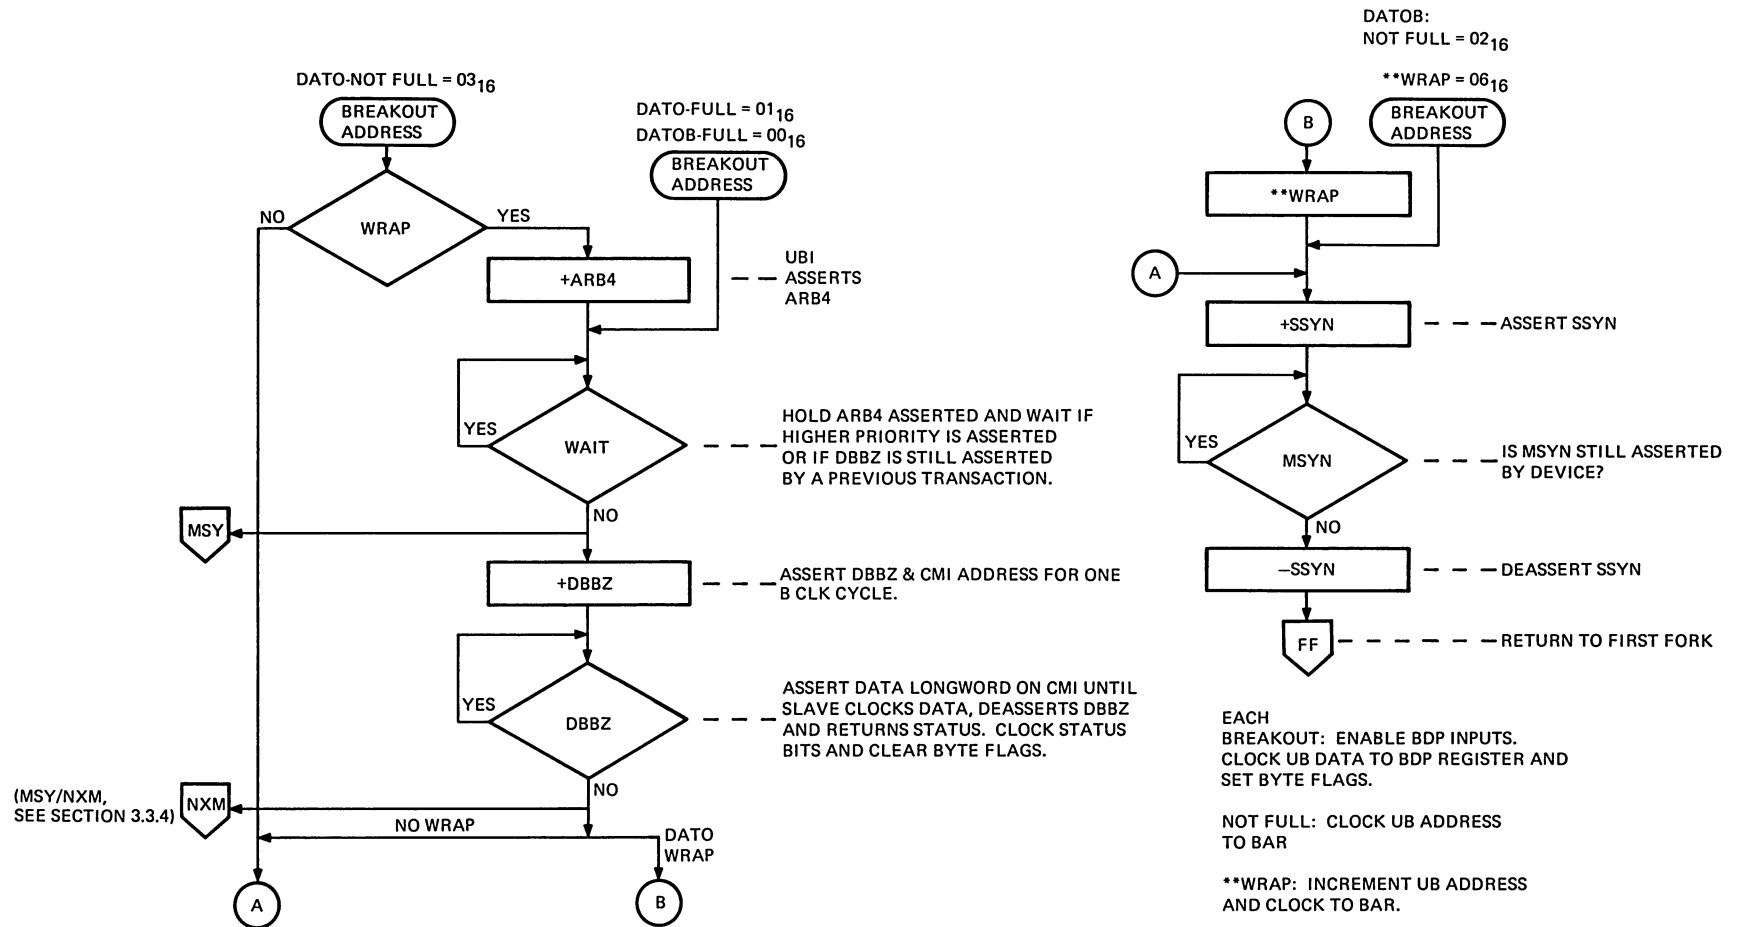 DATO-NOT FULL = 03₁₆
BREAKOUT
ADDRESS
WRAP
NO
YES
DATO-FULL = 01₁₆
DATOB-FULL = 00₁₆
BREAKOUT
ADDRESS
+ARB4
UBI
ASSERTS
ARB4
WAIT
YES
HOLD ARB4 ASSERTED AND WAIT IF
HIGHER PRIORITY IS ASSERTED
OR IF DBBZ IS STILL ASSERTED
BY A PREVIOUS TRANSACTION.
NO
MSY
+DBBZ
ASSERT DBBZ & CMI ADDRESS FOR ONE
B CLK CYCLE.
YES
DBBZ
ASSERT DATA LONGWORD ON CMI UNTIL
SLAVE CLOCKS DATA, DEASSERTS DBBZ
AND RETURNS STATUS. CLOCK STATUS
BITS AND CLEAR BYTE FLAGS.
NO
(MSY/NXM,
SEE SECTION 3.3.4)
NXM
NO WRAP
DATO
WRAP
A
B
DATOB:
NOT FULL = 02₁₆
**WRAP = 06₁₆
B
BREAKOUT
ADDRESS
**WRAP
A
+SSYN
ASSERT SSYN
YES
MSYN
IS MSYN STILL ASSERTED
BY DEVICE?
NO
−SSYN
DEASSERT SSYN
FF
RETURN TO FIRST FORK
EACH
BREAKOUT: ENABLE BDP INPUTS.
CLOCK UB DATA TO BDP REGISTER AND
SET BYTE FLAGS.
NOT FULL: CLOCK UB ADDRESS
TO BAR
**WRAP: INCREMENT UB ADDRESS
AND CLOCK TO BAR.